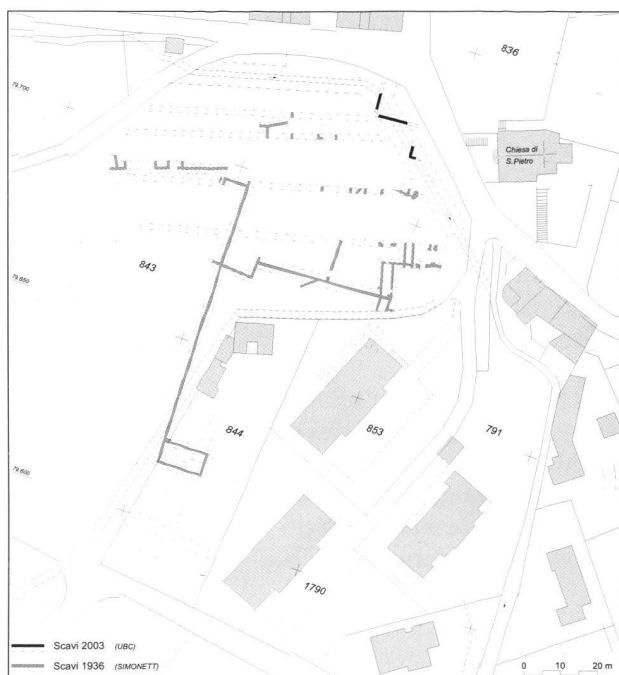 836
79.700
Chiesa di
S.Pietro
843
79.650
844
853
791
79.600
1790
Scavi 2003 (UBC)
Scavi 1936 (SIMONETT)
0 10 20 m